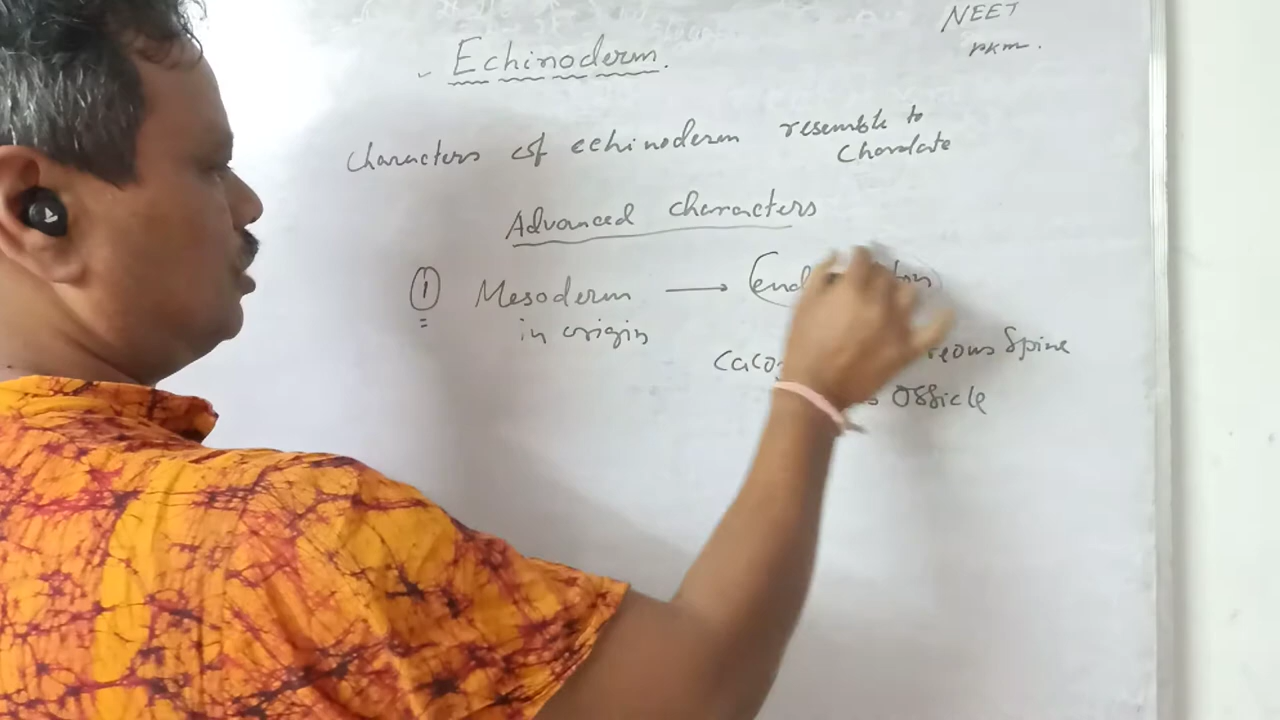 NEET
pkm.
Echinoderm.
Characters of echinoderm resemble to
Chordate
Advanced characters
① Mesoderm →
in origin
Spine
Ossicle